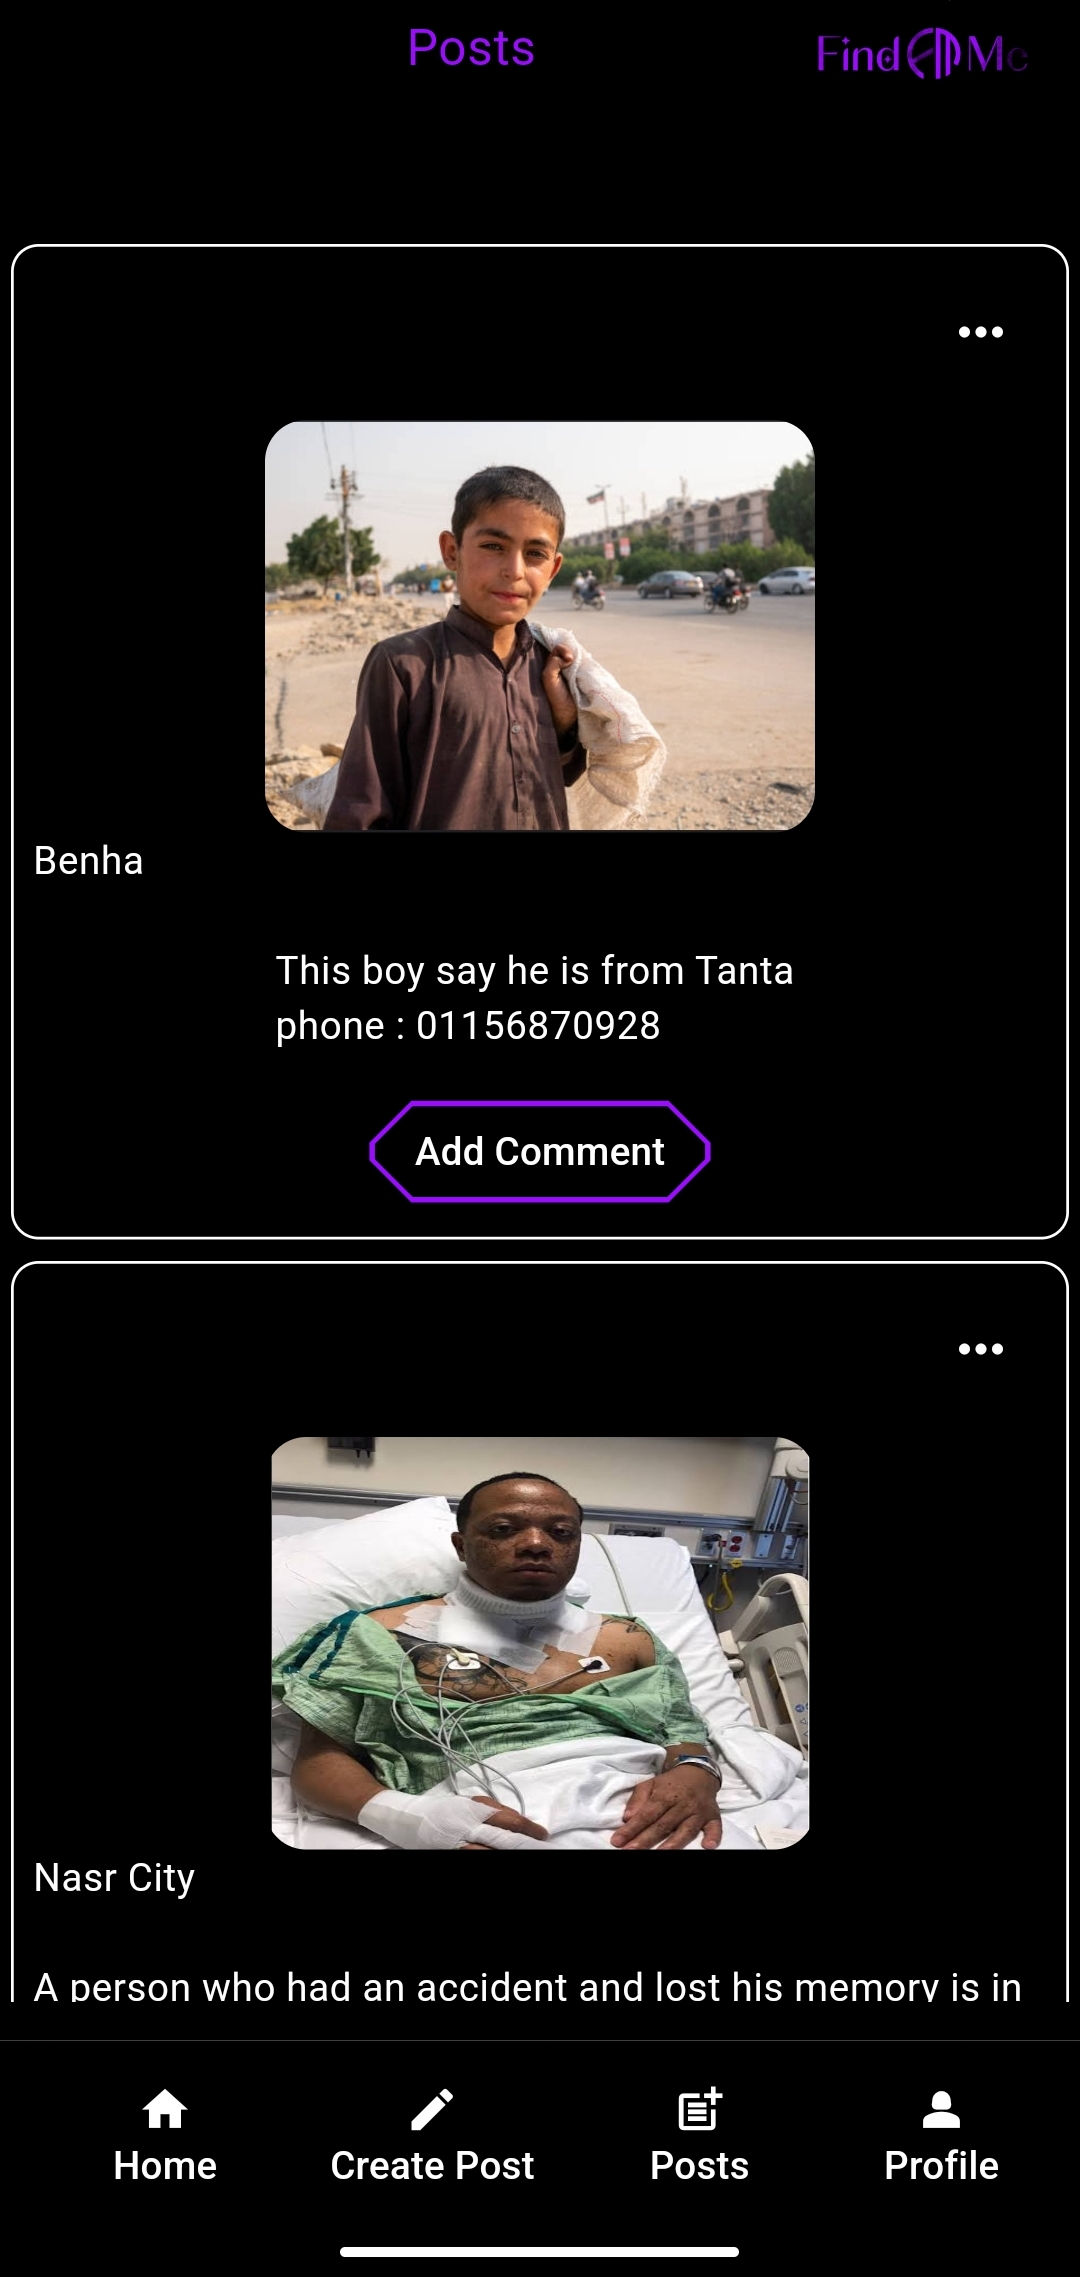 Posts
Find Me
Benha
This boy say he is from Tanta
phone : 01156870928
Add Comment
Nasr City
A person who had an accident and lost his memory is in
Home
Create Post
Posts
Profile